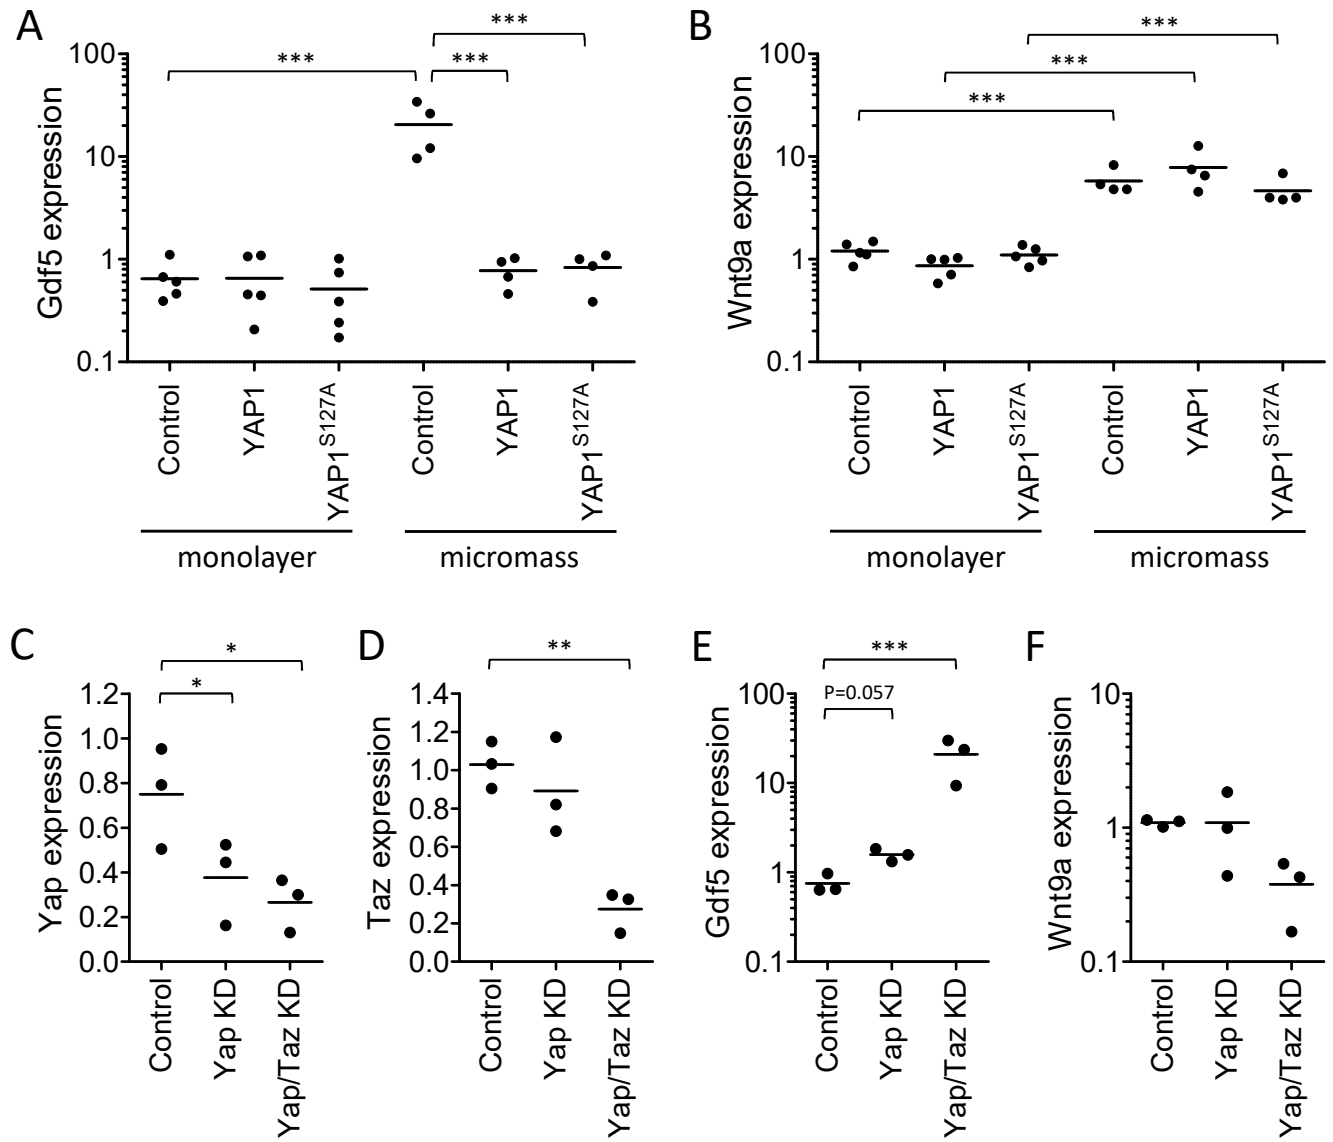 A
B
***
***
***
***
***
***
100
10
1
0.1
Gdf5 expression
Control
YAP1
YAP1S127A
Control
YAP1
YAP1S127A
monolayer
micromass
100
10
1
0.1
Wnt9a expression
Control
YAP1
YAP1S127A
Control
YAP1
YAP1S127A
monolayer
micromass
C
*
*
1.2
1.0
0.8
0.6
0.4
0.2
0.0
Yap expression
Control
Yap KD
Yap/Taz KD
D
**
1.4
1.2
1.0
0.8
0.6
0.4
0.2
0.0
Taz expression
Control
Yap KD
Yap/Taz KD
E
***
P=0.057
100
10
1
0.1
Gdf5 expression
Control
Yap KD
Yap/Taz KD
F
10
1
0.1
Wnt9a expression
Control
Yap KD
Yap/Taz KD